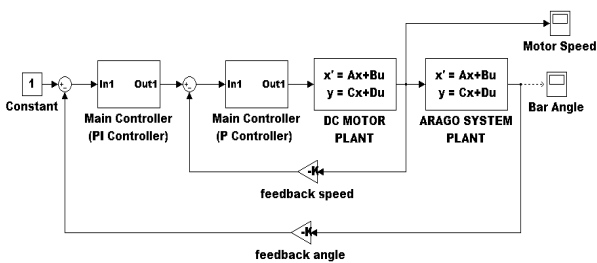 Motor Speed
1
Constant
In1 Out1
Main Controller
(PI Controller)
In1 Out1
Main Controller
(P Controller)
x' = Ax+Bu
y = Cx+Du
DC MOTOR
PLANT
x' = Ax+Bu
y = Cx+Du
ARAGO SYSTEM
PLANT
Bar Angle
-K
feedback speed
-K
feedback angle